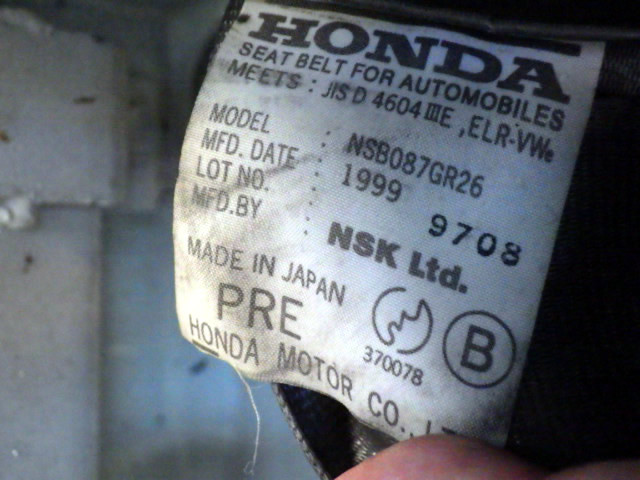 HONDA
SEAT BELT FOR AUTOMOBILES
MEETS : JIS D 4604 IIIE , ELR-VWe
MODEL : NSB087GR26
MFD. DATE : 1999
LOT NO. : 9708
MFD.BY : NSK Ltd.
MADE IN JAPAN
PRE
370078
B
HONDA MOTOR CO.,